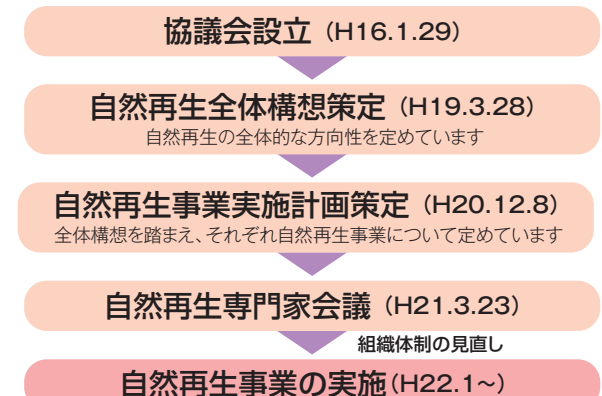 協議会設立（H16.1.29）
自然再生全体構想策定（H19.3.28）
自然再生の全体的な方向性を定めています
自然再生事業実施計画策定（H20.12.8）
全体構想を踏まえ、それぞれ自然再生事業について定めています
自然再生専門家会議（H21.3.23）
組織体制の見直し
自然再生事業の実施（H22.1～）